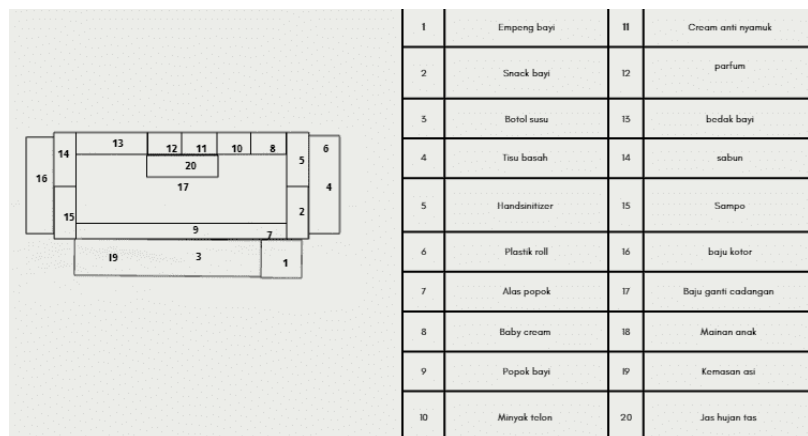 13
12
11
10
8
6
14
5
20
16
17
4
15
2
9
7
19
3
1
1 Empeng bayi 11 Cream anti nyamuk
2 Snack bayi 12 parfum
3 Botol susu 13 bedak bayi
4 Tisu basah 14 sabun
5 Handsinitizer 15 Sampo
6 Plastik roll 16 baju kotor
7 Alas popok 17 Baju ganti cadangan
8 Baby cream 18 Mainan anak
9 Popok bayi 19 Kemasan asi
10 Minyak telon 20 Jas hujan tas